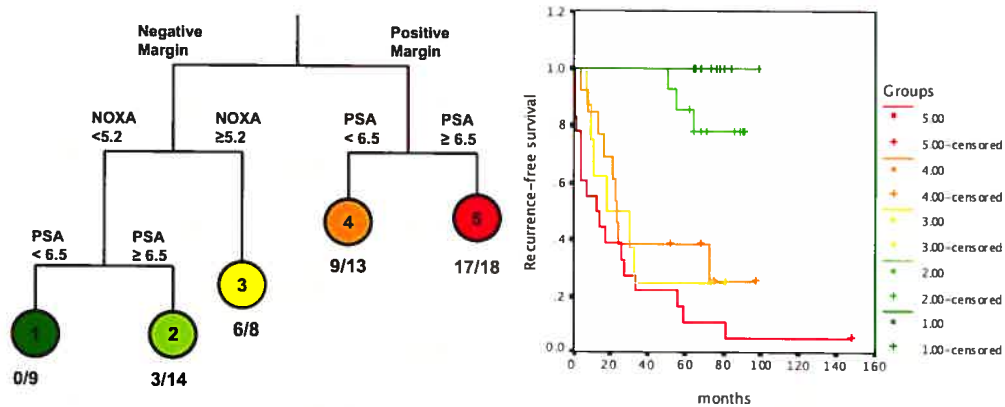 Negative
Margin
Positive
Margin
NOXA
<5.2
NOXA
≥5.2
PSA
< 6.5
PSA
≥ 6.5
PSA
< 6.5
PSA
≥ 6.5
4
5
9/13
17/18
3
6/8
1
2
0/9
3/14
1.2
1.0
.8
.6
.4
.2
0.0
Recurrence-free survival
0
20
40
60
80
100
120
140
160
months
Groups
5.00
5.00-censored
4.00
4.00-censored
3.00
3.00-censored
2.00
2.00-censored
1.00
1.00-censored